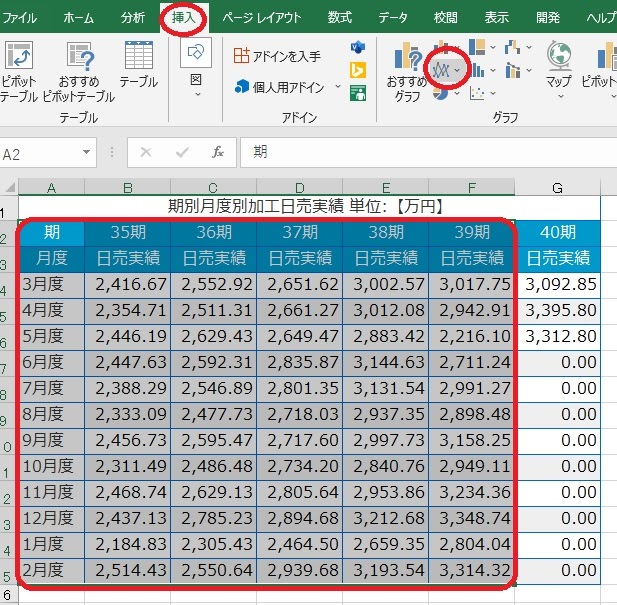 ファイル ホーム 分析 挿入 ページ レイアウト 数式 データ 校閲 表示 開発 ヘルプ
ピボット テーブル おすすめ ピボットテーブル テーブル 図 アドインを入手 個人用アドイン おすすめ グラフ マップ ピボット
テーブル アドイン グラフ
A2 fx 期
A B C D E F G
1 期別月度別加工日売実績 単位:【万円】
2 期 35期 36期 37期 38期 39期 40期
3 月度 日売実績 日売実績 日売実績 日売実績 日売実績 日売実績
4 3月度 2,416.67 2,552.92 2,651.62 3,002.57 3,017.75 3,092.85
5 4月度 2,354.71 2,511.31 2,661.27 3,012.08 2,942.91 3,395.80
6 5月度 2,446.19 2,629.43 2,649.47 2,883.42 2,216.10 3,312.80
7 6月度 2,447.63 2,592.31 2,835.87 3,144.63 2,711.24 0.00
8 7月度 2,388.29 2,546.89 2,801.35 3,131.54 2,991.27 0.00
9 8月度 2,333.09 2,477.73 2,718.03 2,937.35 2,898.48 0.00
0 9月度 2,456.73 2,595.47 2,717.60 2,997.73 3,158.25 0.00
1 10月度 2,311.49 2,486.48 2,734.20 2,840.76 2,949.11 0.00
2 11月度 2,468.74 2,629.13 2,805.64 2,953.86 3,234.36 0.00
3 12月度 2,437.13 2,785.23 2,894.68 3,212.68 3,348.74 0.00
4 1月度 2,184.83 2,305.43 2,464.50 2,659.35 2,804.04 0.00
5 2月度 2,514.43 2,550.64 2,939.68 3,193.54 3,314.32 0.00
6